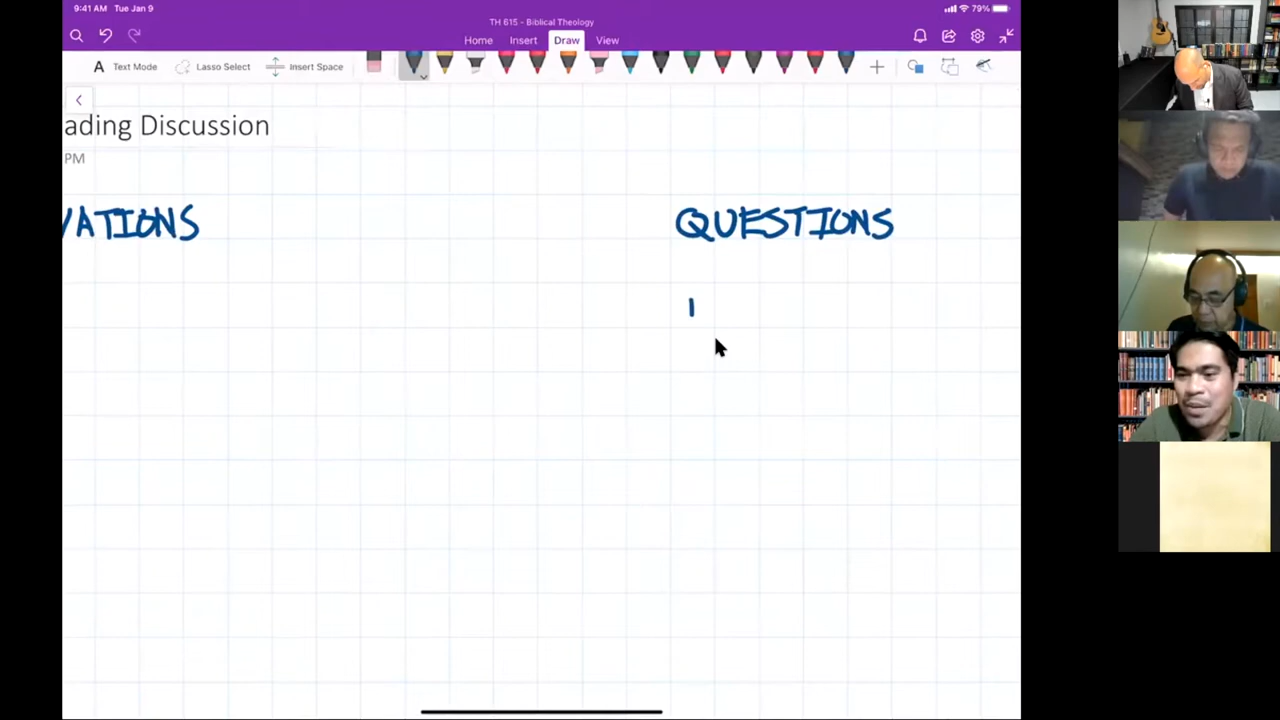 9:41 AM Tue Jan 9
79%
TH 615 - Biblical Theology
Home Insert Draw View
A Text Mode Lasso Select Insert Space
ading Discussion
PM
VATIONS QUESTIONS
1